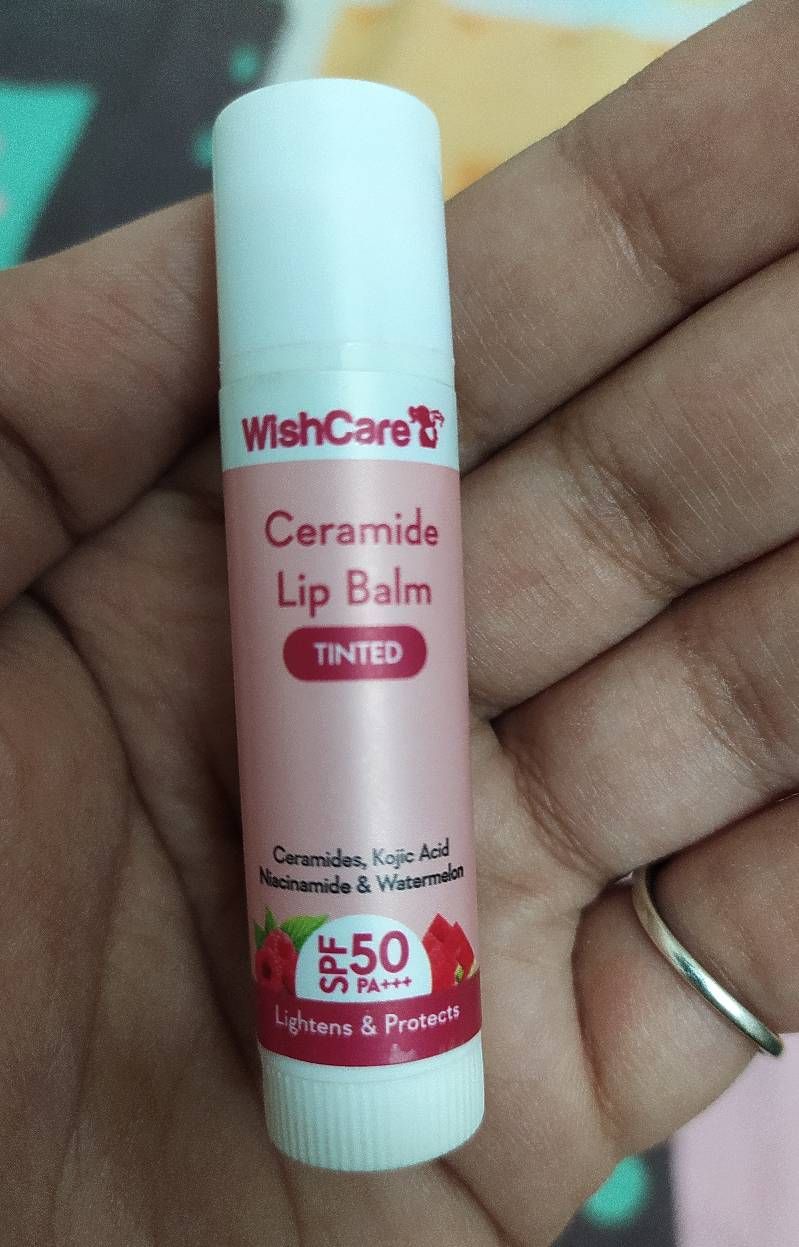 WishCare
Ceramide
Lip Balm
TINTED
Ceramides, Kojic Acid
Niacinamide & Watermelon
SPF 50
PA+++
Lightens & Protects